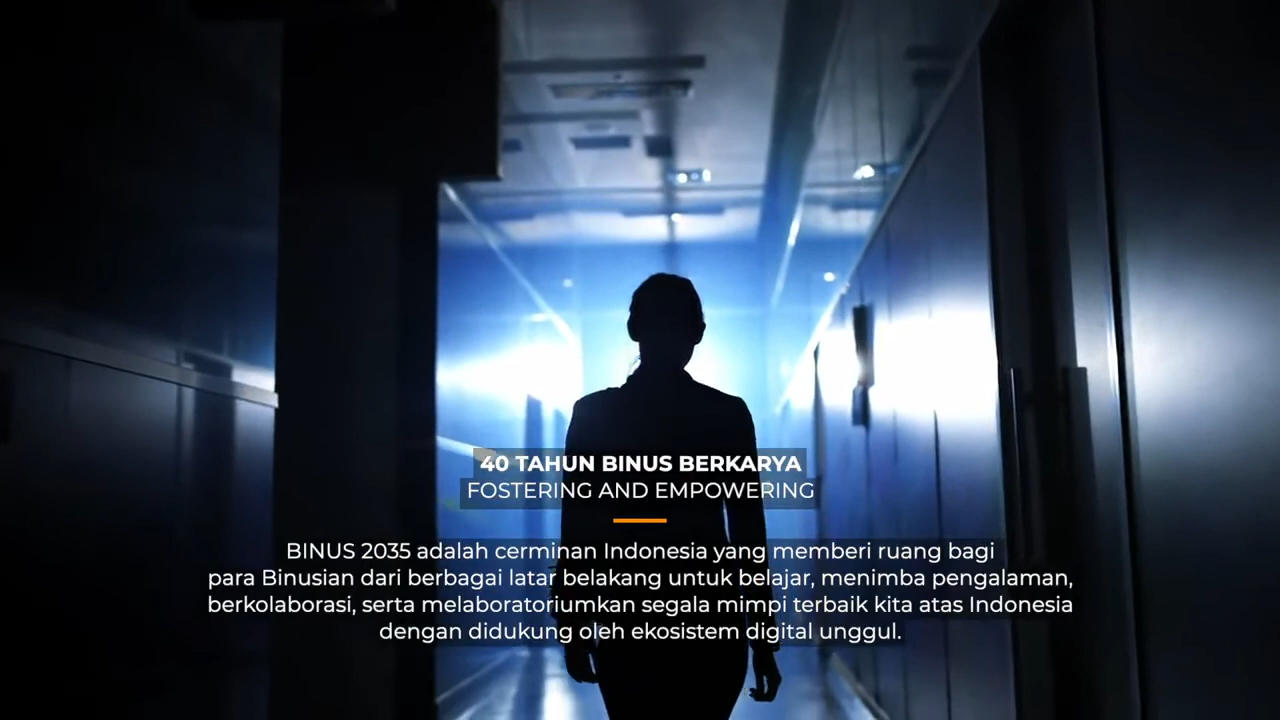 40 TAHUN BINUS BERKARYA
FOSTERING AND EMPOWERING
BINUS 2035 adalah cerminan Indonesia yang memberi ruang bagi
para Binusian dari berbagai latar belakang untuk belajar, menimba pengalaman,
berkolaborasi, serta melaboratoriumkan segala mimpi terbaik kita atas Indonesia
dengan didukung oleh ekosistem digital unggul.